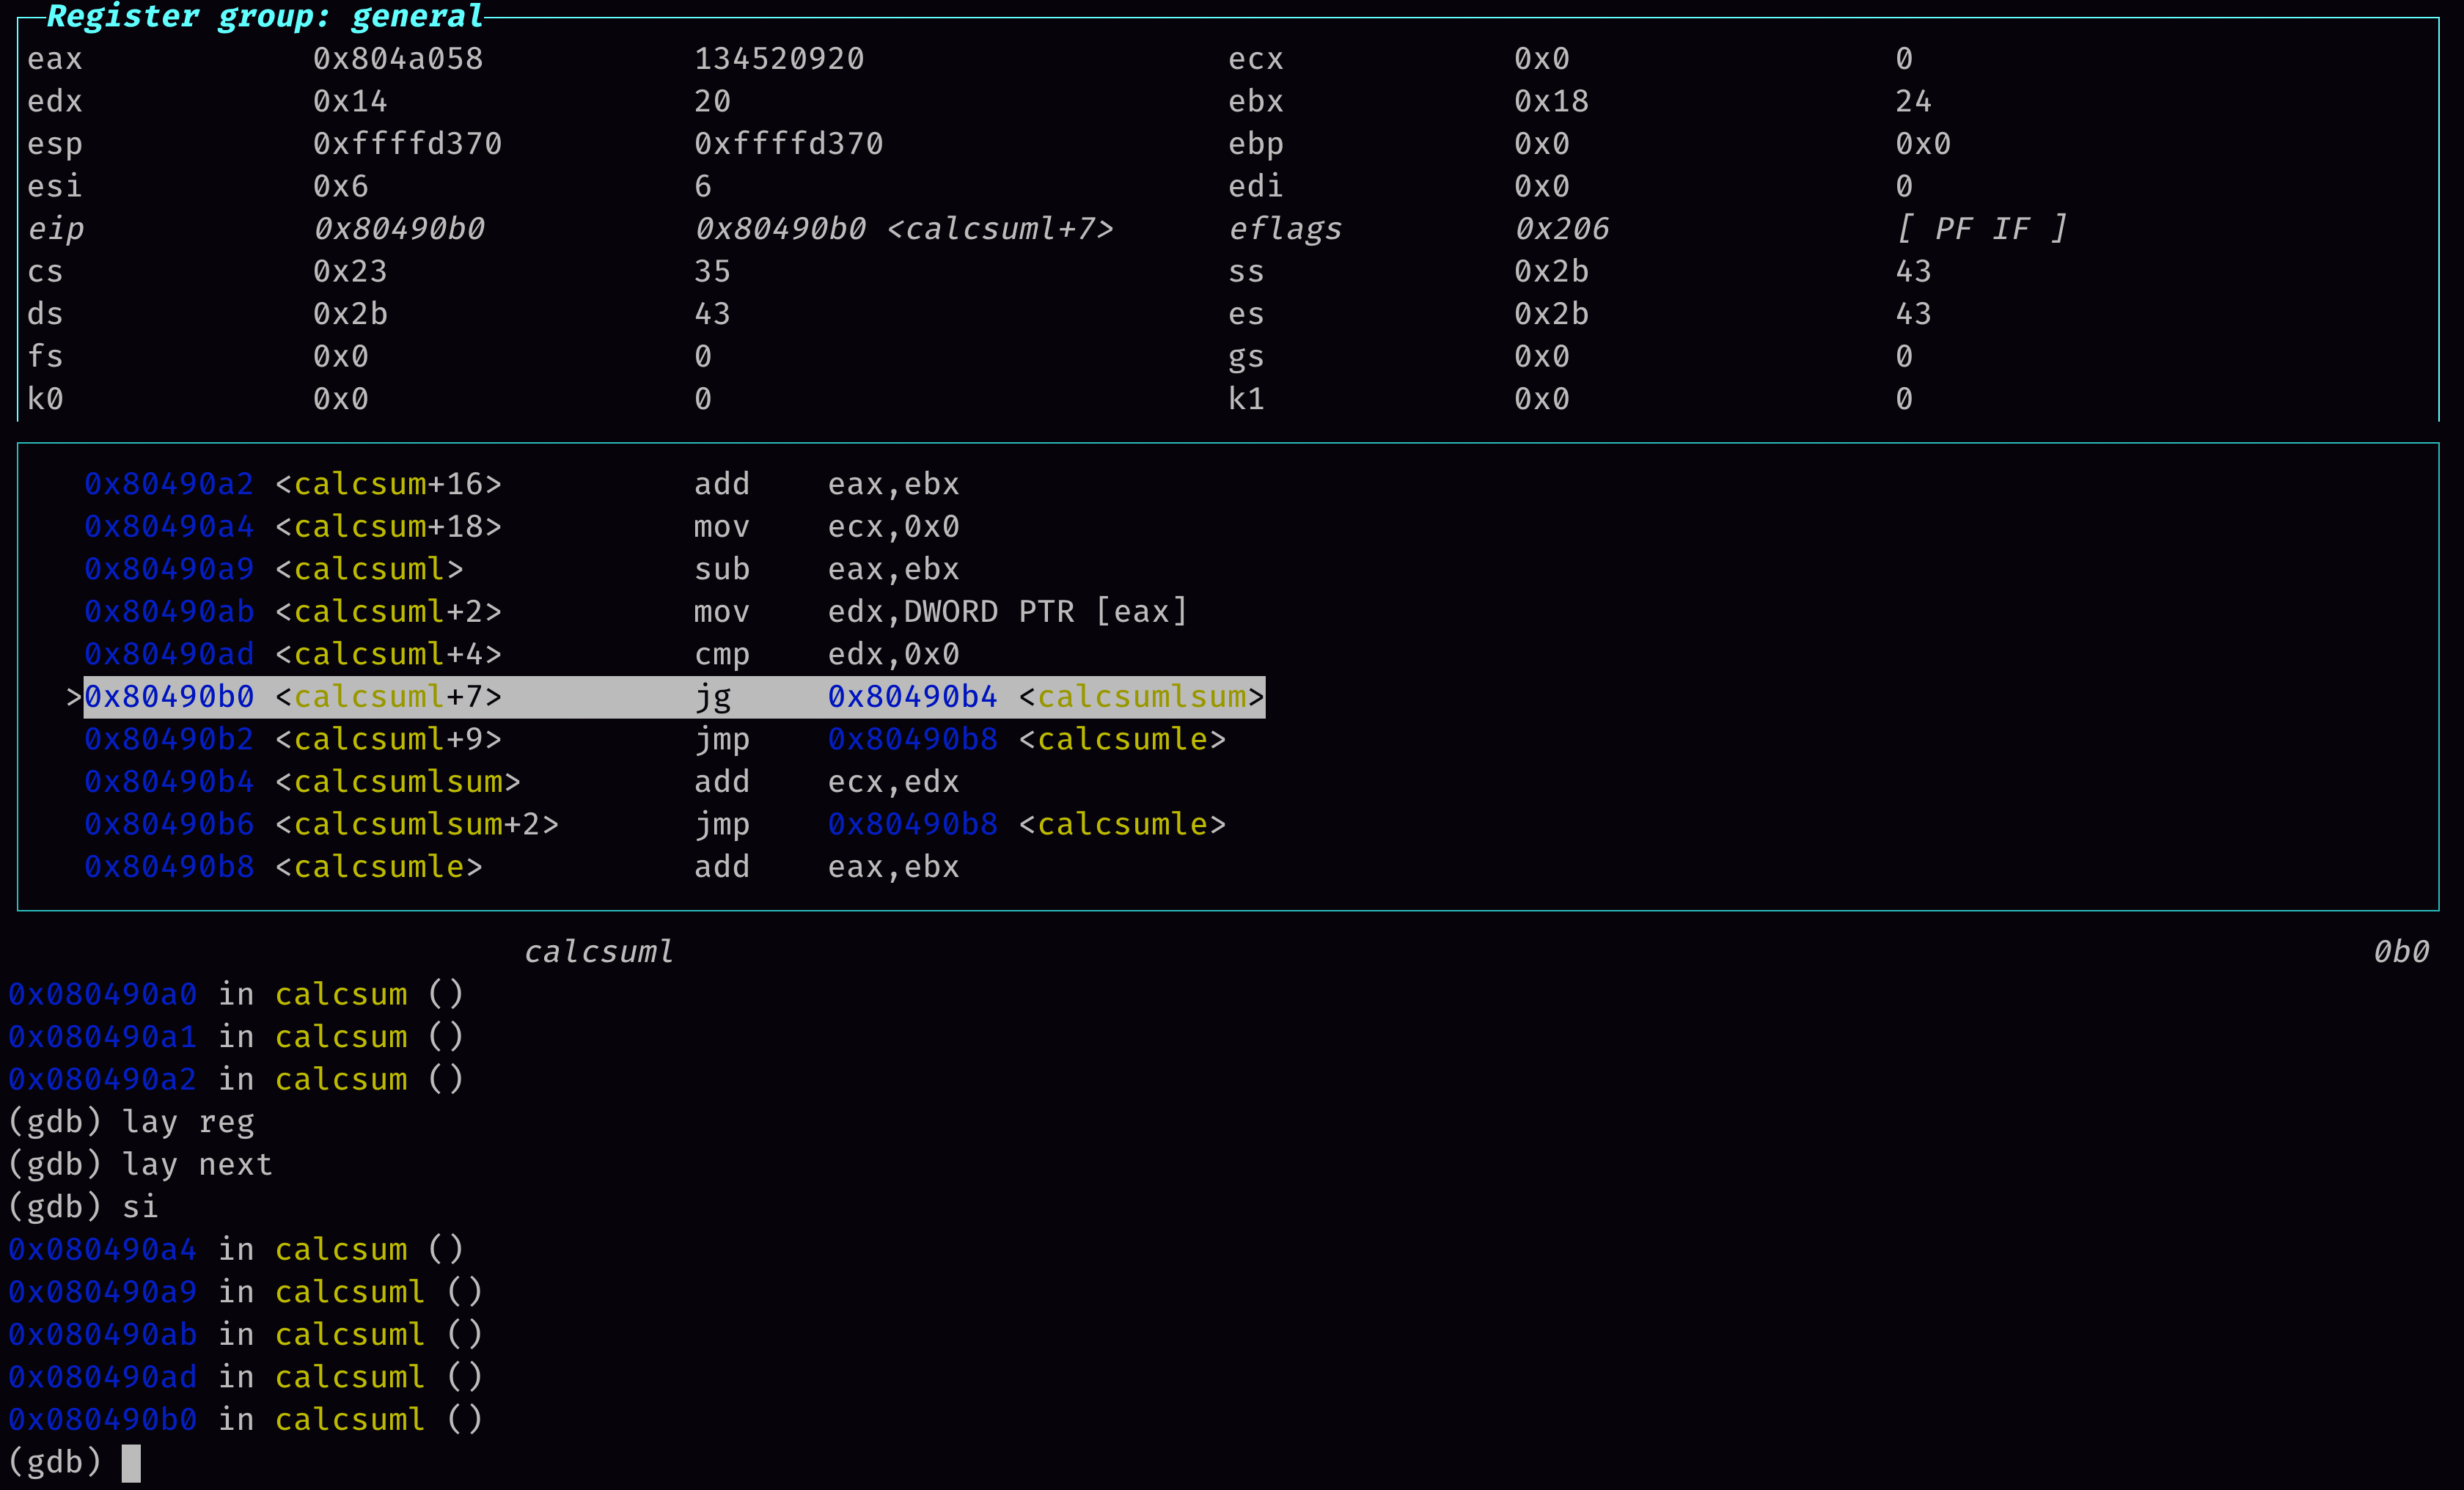 Register group: general
eax 0x804a058 134520920 ecx 0x0 0
edx 0x14 20 ebx 0x18 24
esp 0xffffd370 0xffffd370 ebp 0x0 0x0
esi 0x6 6 edi 0x0 0
eip 0x80490b0 0x80490b0 <calcsuml+7> eflags 0x206 [ PF IF ]
cs 0x23 35 ss 0x2b 43
ds 0x2b 43 es 0x2b 43
fs 0x0 0 gs 0x0 0
k0 0x0 0 k1 0x0 0
0x80490a2 <calcsum+16> add eax,ebx
0x80490a4 <calcsum+18> mov ecx,0x0
0x80490a9 <calcsuml> sub eax,ebx
0x80490ab <calcsuml+2> mov edx,DWORD PTR [eax]
0x80490ad <calcsuml+4> cmp edx,0x0
>0x80490b0 <calcsuml+7> jg 0x80490b4 <calcsumlsum>
0x80490b2 <calcsuml+9> jmp 0x80490b8 <calcsumle>
0x80490b4 <calcsumlsum> add ecx,edx
0x80490b6 <calcsumlsum+2> jmp 0x80490b8 <calcsumle>
0x80490b8 <calcsumle> add eax,ebx
calcsuml 0b0
0x080490a0 in calcsum ()
0x080490a1 in calcsum ()
0x080490a2 in calcsum ()
(gdb) lay reg
(gdb) lay next
(gdb) si
0x080490a4 in calcsum ()
0x080490a9 in calcsuml ()
0x080490ab in calcsuml ()
0x080490ad in calcsuml ()
0x080490b0 in calcsuml ()
(gdb)